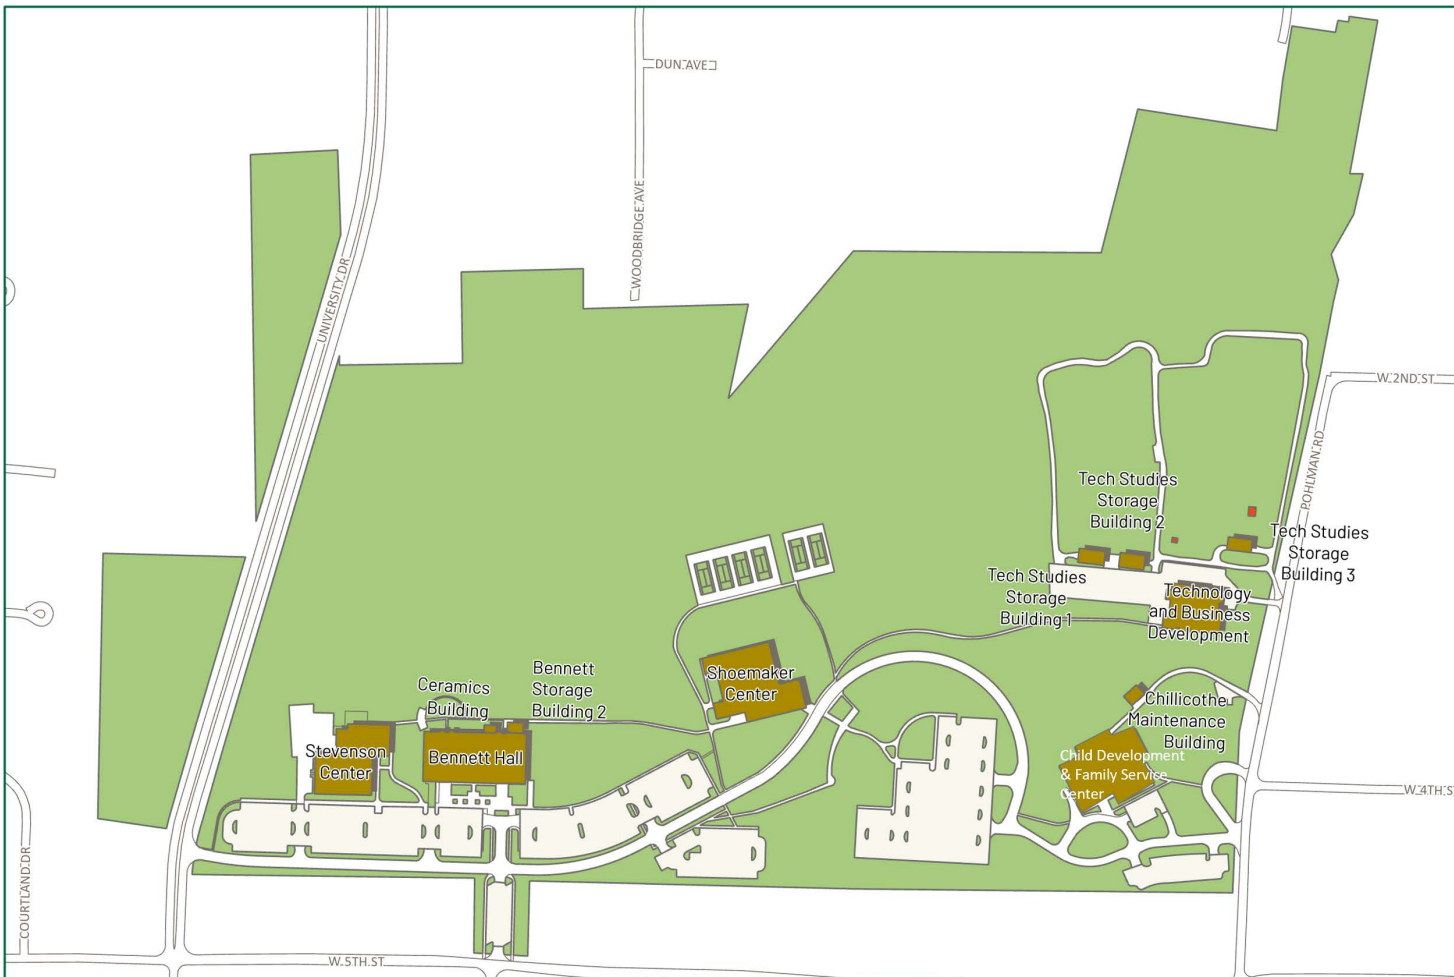 DUN AVE
WOODBRIDGE AVE
UNIVERSITY DR
W 2ND ST
POHLMAN RD
Tech Studies
Storage
Building 2
Tech Studies
Storage
Building 3
Tech Studies
Storage
Building 1
Technology
and Business
Development
Bennett
Storage
Building 2
Ceramics
Building
Shoemaker
Center
Chillicothe
Maintenance
Building
Stevenson
Center
Bennett Hall
Child Development
& Family Service
Center
W 4TH ST
COURTLAND DR
W 5TH ST